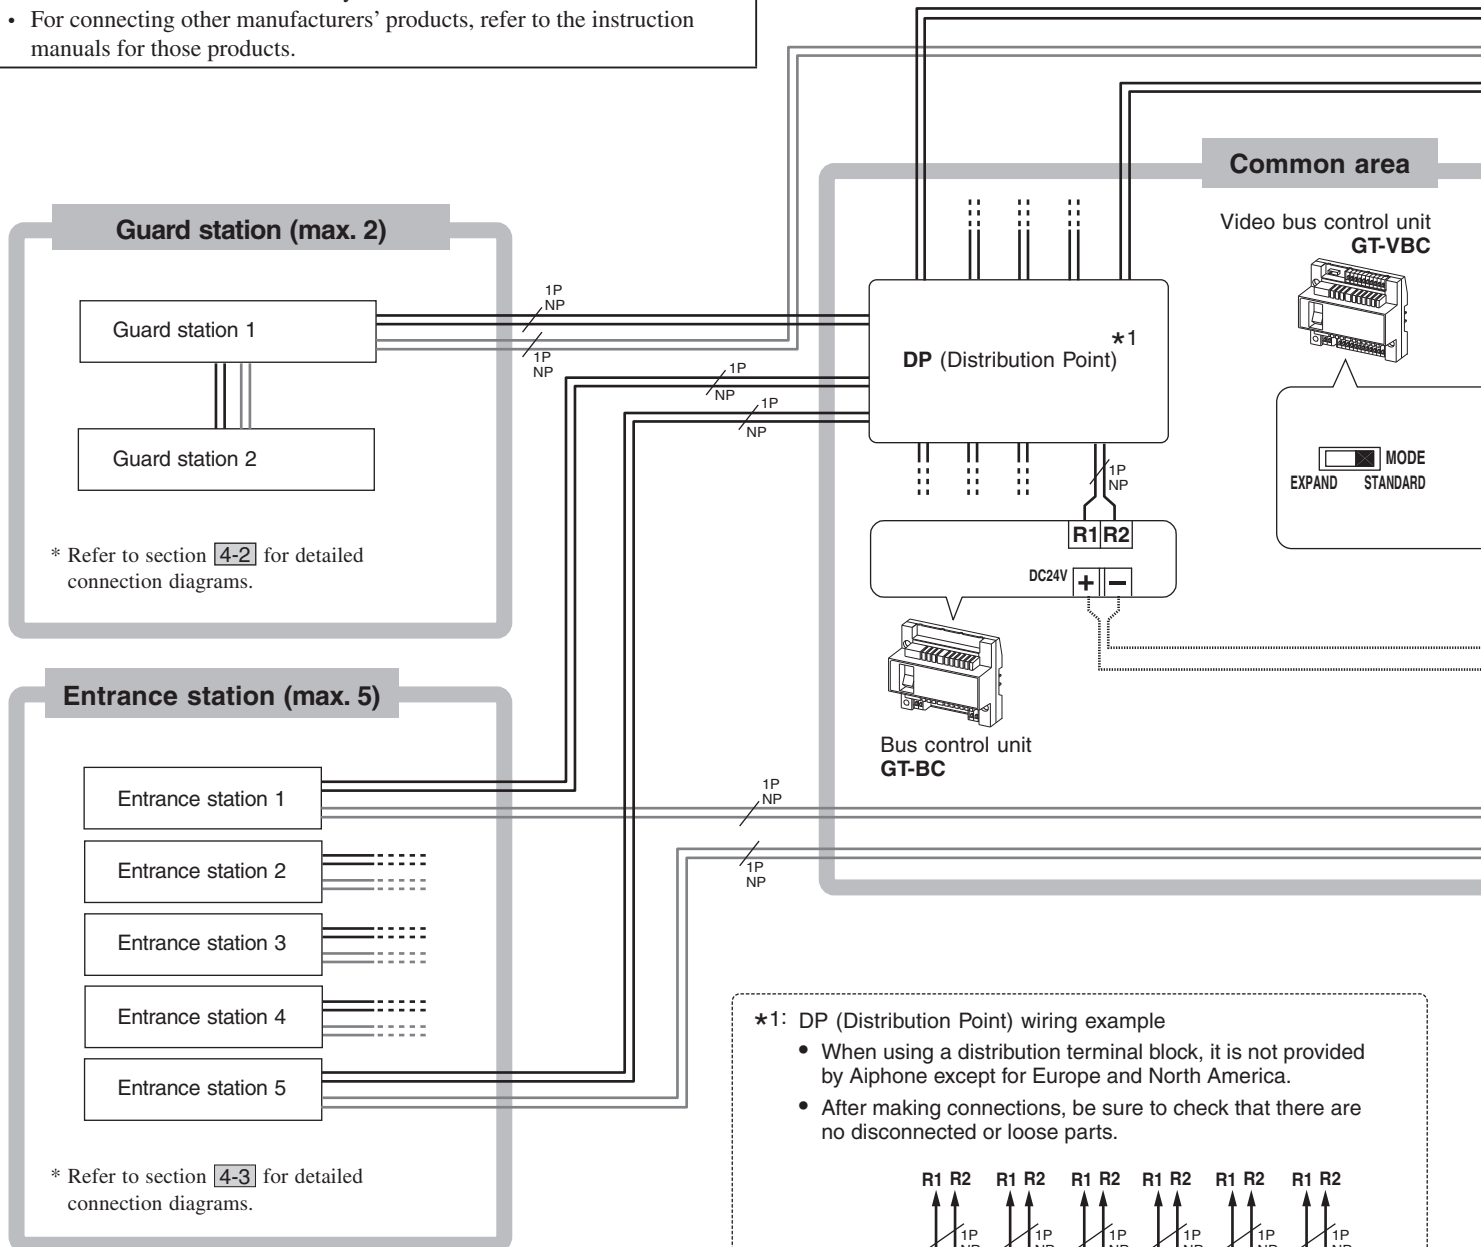 • For connecting other manufacturers’ products, refer to the instruction
manuals for those products.
Common area
Video bus control unit
GT-VBC
MODE
EXPAND STANDARD
Guard station (max. 2)
Guard station 1
Guard station 2
* Refer to section 4-2 for detailed
connection diagrams.
1P
NP
1P
NP
1P
NP
1P
NP
DP (Distribution Point) *1
1P
NP
R1 R2
DC24V + −
Bus control unit
GT-BC
Entrance station (max. 5)
Entrance station 1
Entrance station 2
Entrance station 3
Entrance station 4
Entrance station 5
* Refer to section 4-3 for detailed
connection diagrams.
1P
NP
1P
NP
*1: DP (Distribution Point) wiring example
• When using a distribution terminal block, it is not provided
by Aiphone except for Europe and North America.
• After making connections, be sure to check that there are
no disconnected or loose parts.
R1 R2 R1 R2 R1 R2 R1 R2 R1 R2 R1 R2
1P 1P 1P 1P 1P 1P